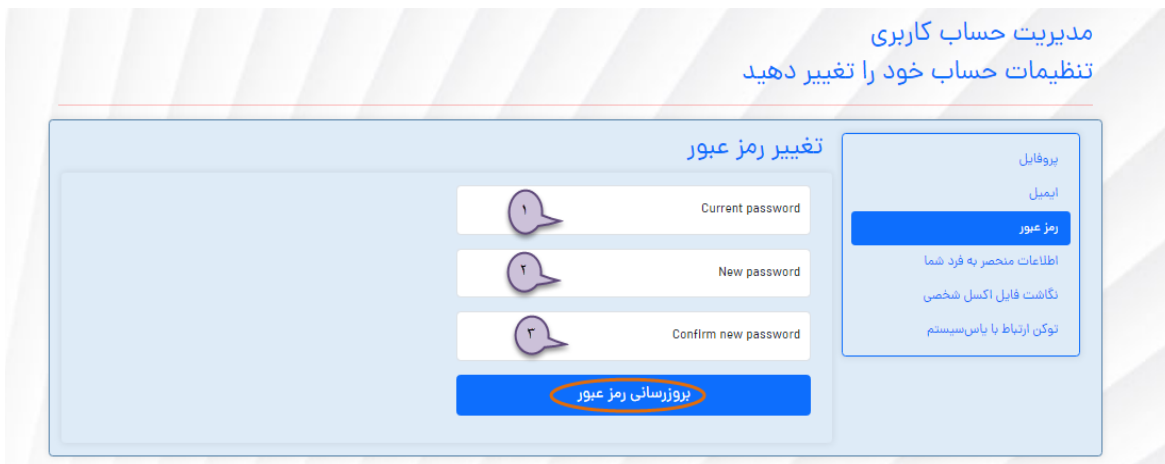 مدیریت حساب کاربری
تنظیمات حساب خود را تغییر دهید
پروفایل
ایمیل
رمز عبور
اطلاعات منحصر به فرد شما
نگاشت فایل اکسل شخصی
توکن ارتباط با یاس‌سیستم
تغییر رمز عبور
Current password
۱
New password
۲
Confirm new password
۳
بروزرسانی رمز عبور